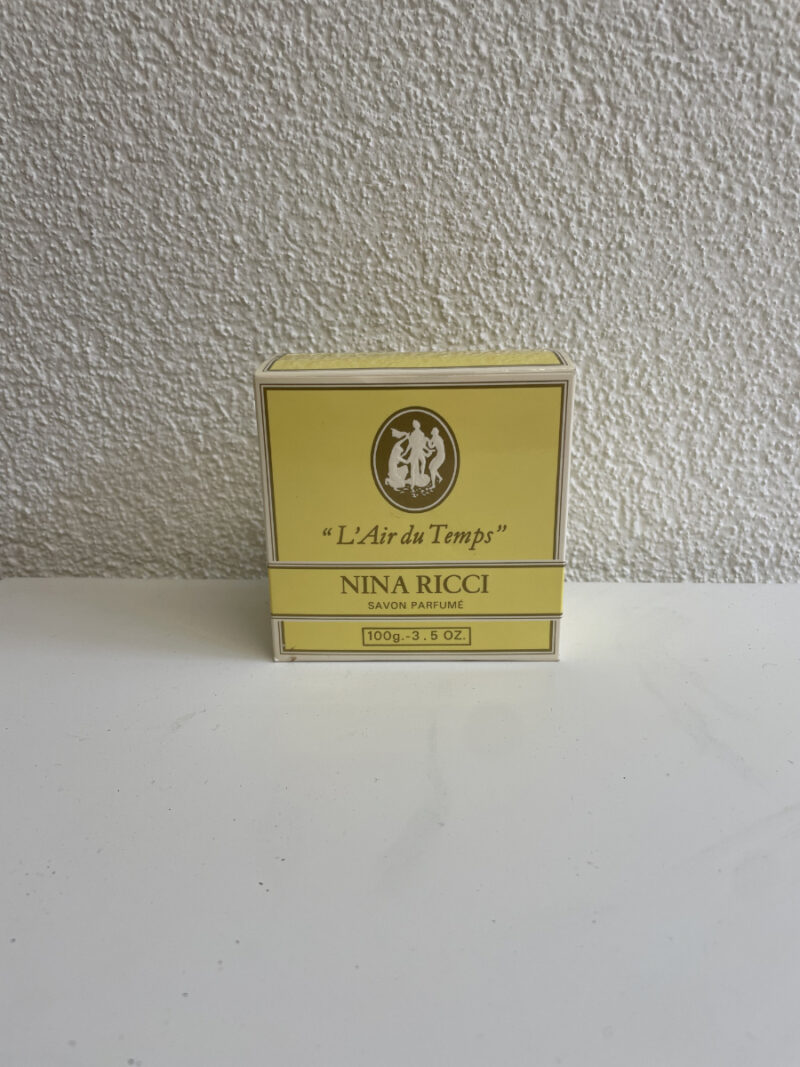 “L’Air du Temps”
NINA RICCI
SAVON PARFUMÉ
100g.-3.5 OZ.